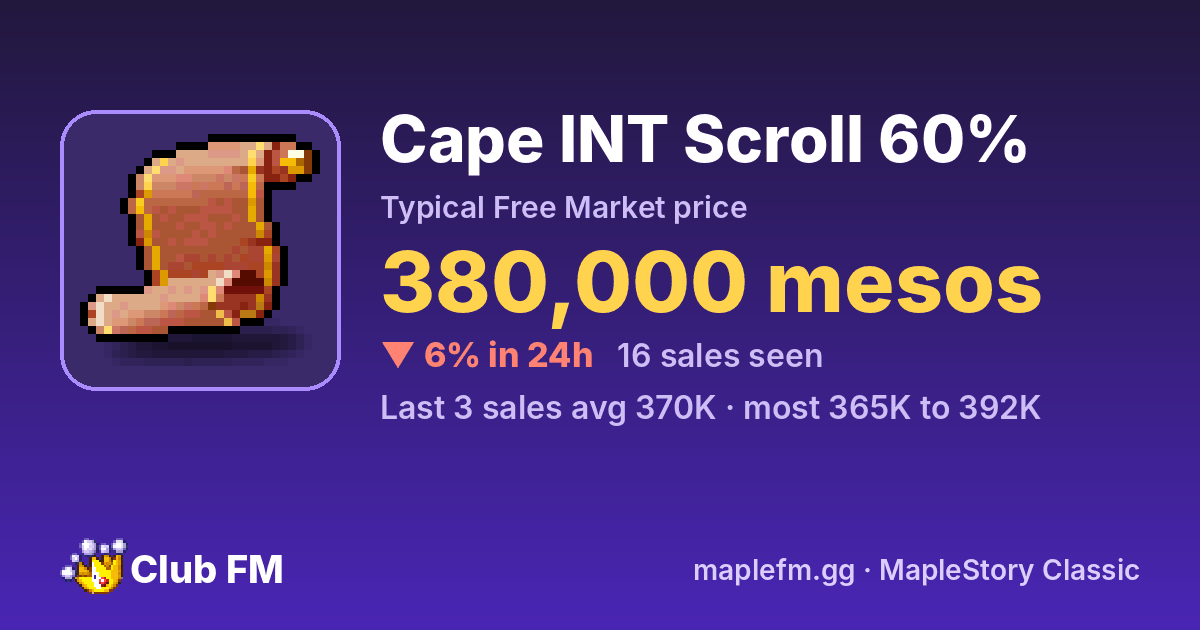 Cape INT Scroll 60%
Typical Free Market price
380,000 mesos
▼ 6% in 24h 16 sales seen
Last 3 sales avg 370K · most 365K to 392K
Club FM
maplefm.gg · MapleStory Classic